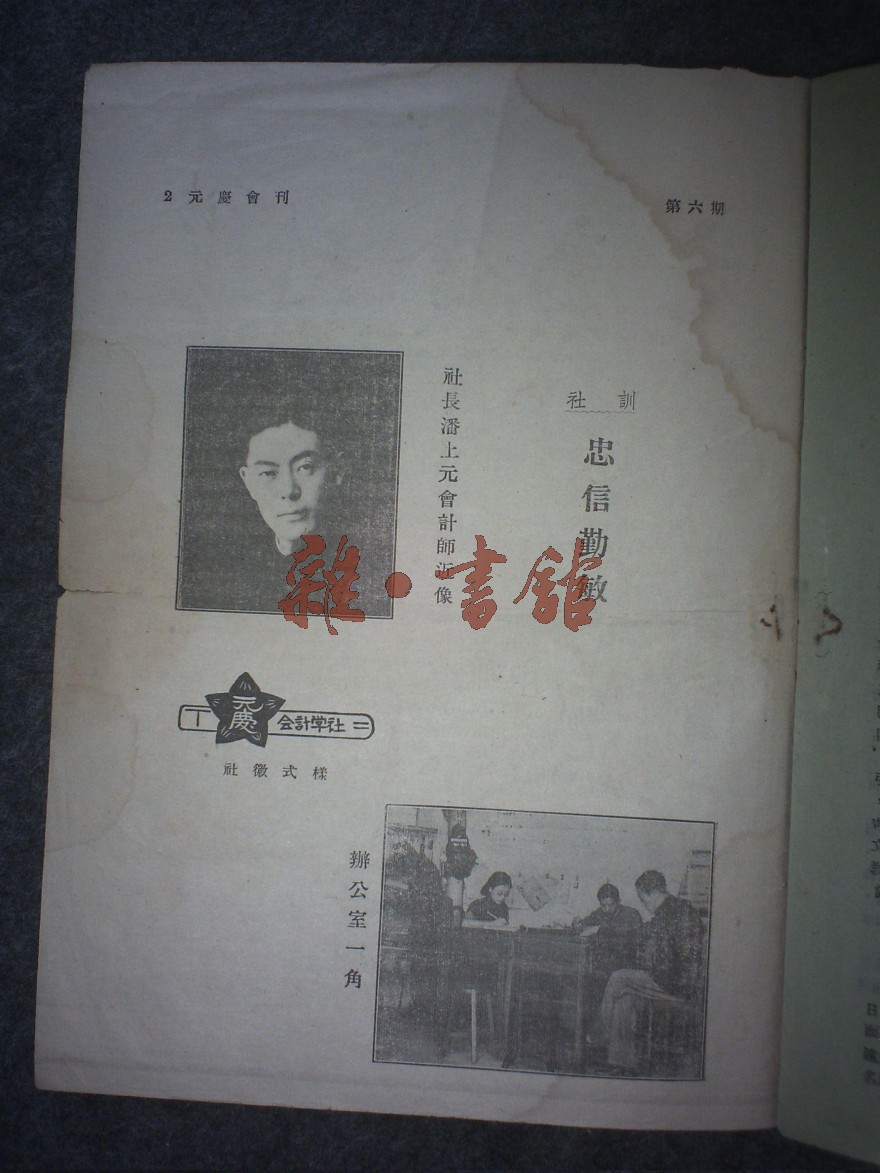 2 元慶會刊
第六期
社訓
忠信勤敏
社長潘上元會計師近像
雜·書館
元慶
会計学社
社徽式樣
辦公室一角